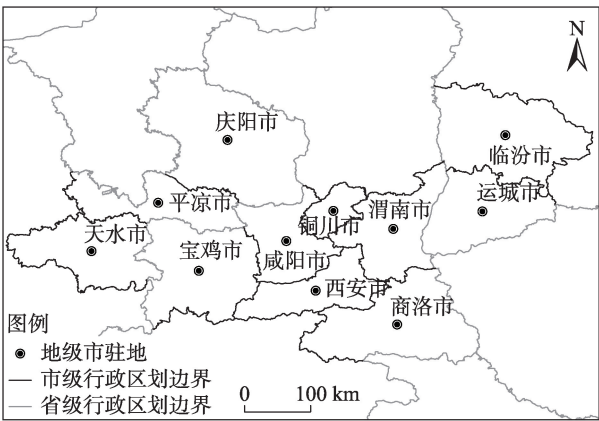 N
庆阳市
临汾市
平凉市
运城市
铜川市
渭南市
天水市
宝鸡市
咸阳市
西安市
商洛市
图例
地级市驻地
市级行政区划边界
省级行政区划边界
0 100 km